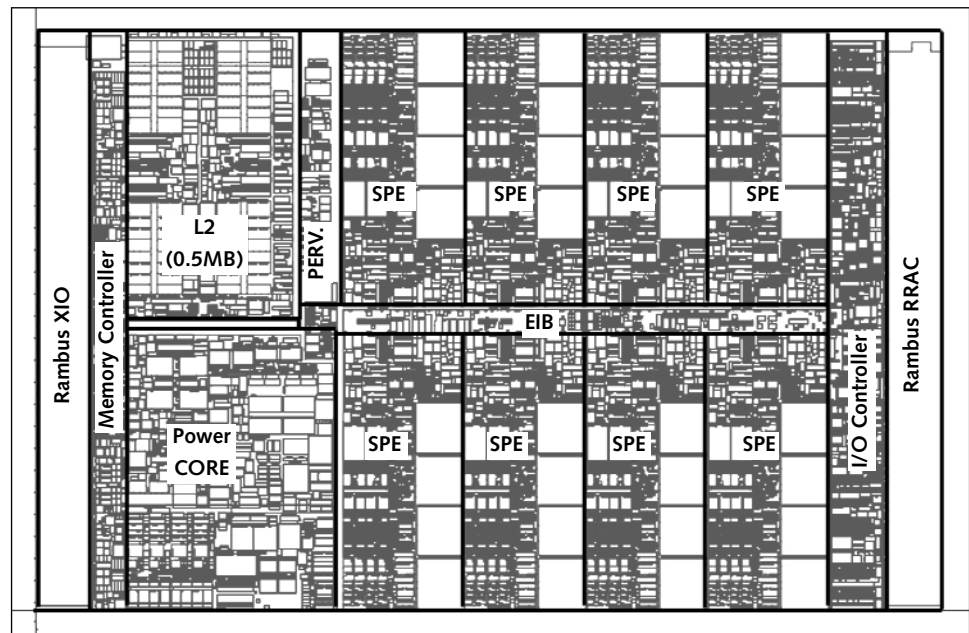 Rambus XIO
Memory Controller
L2
(0.5MB)
PERV.
SPE
SPE
SPE
SPE
EIB
Power
CORE
SPE
SPE
SPE
SPE
I/O Controller
Rambus RRAC